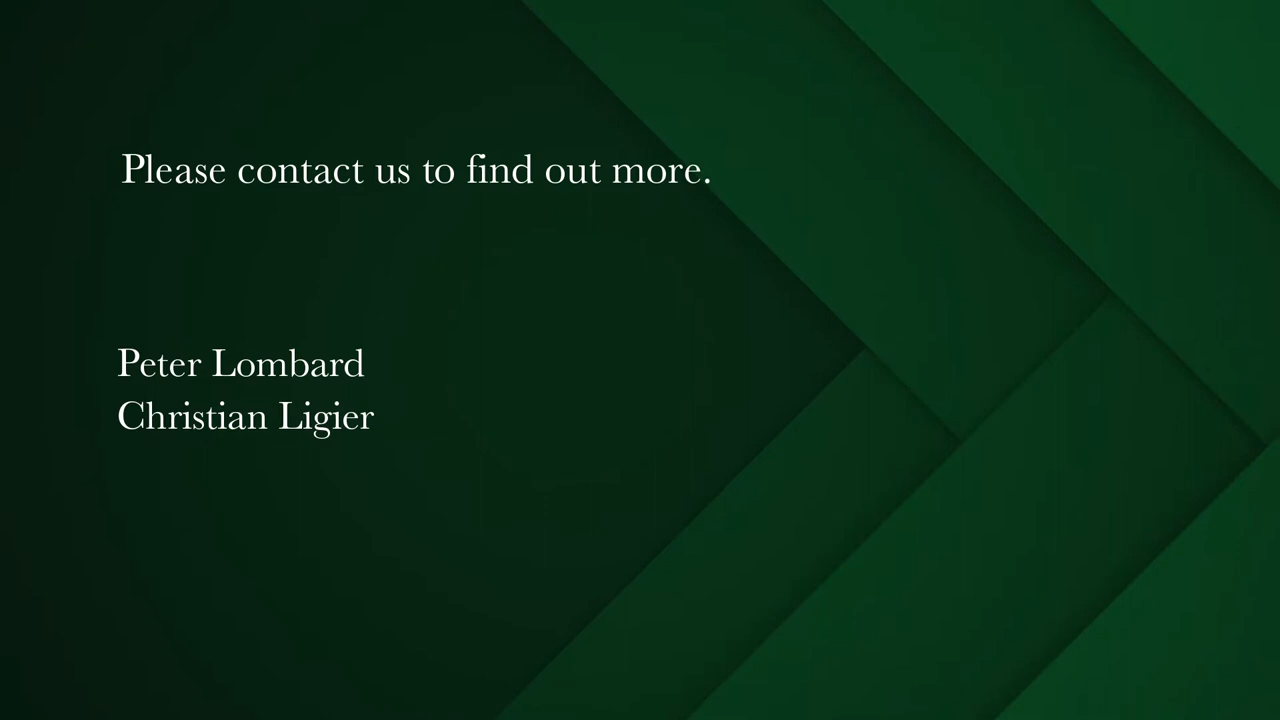 Please contact us to find out more.
Peter Lombard
Christian Ligier